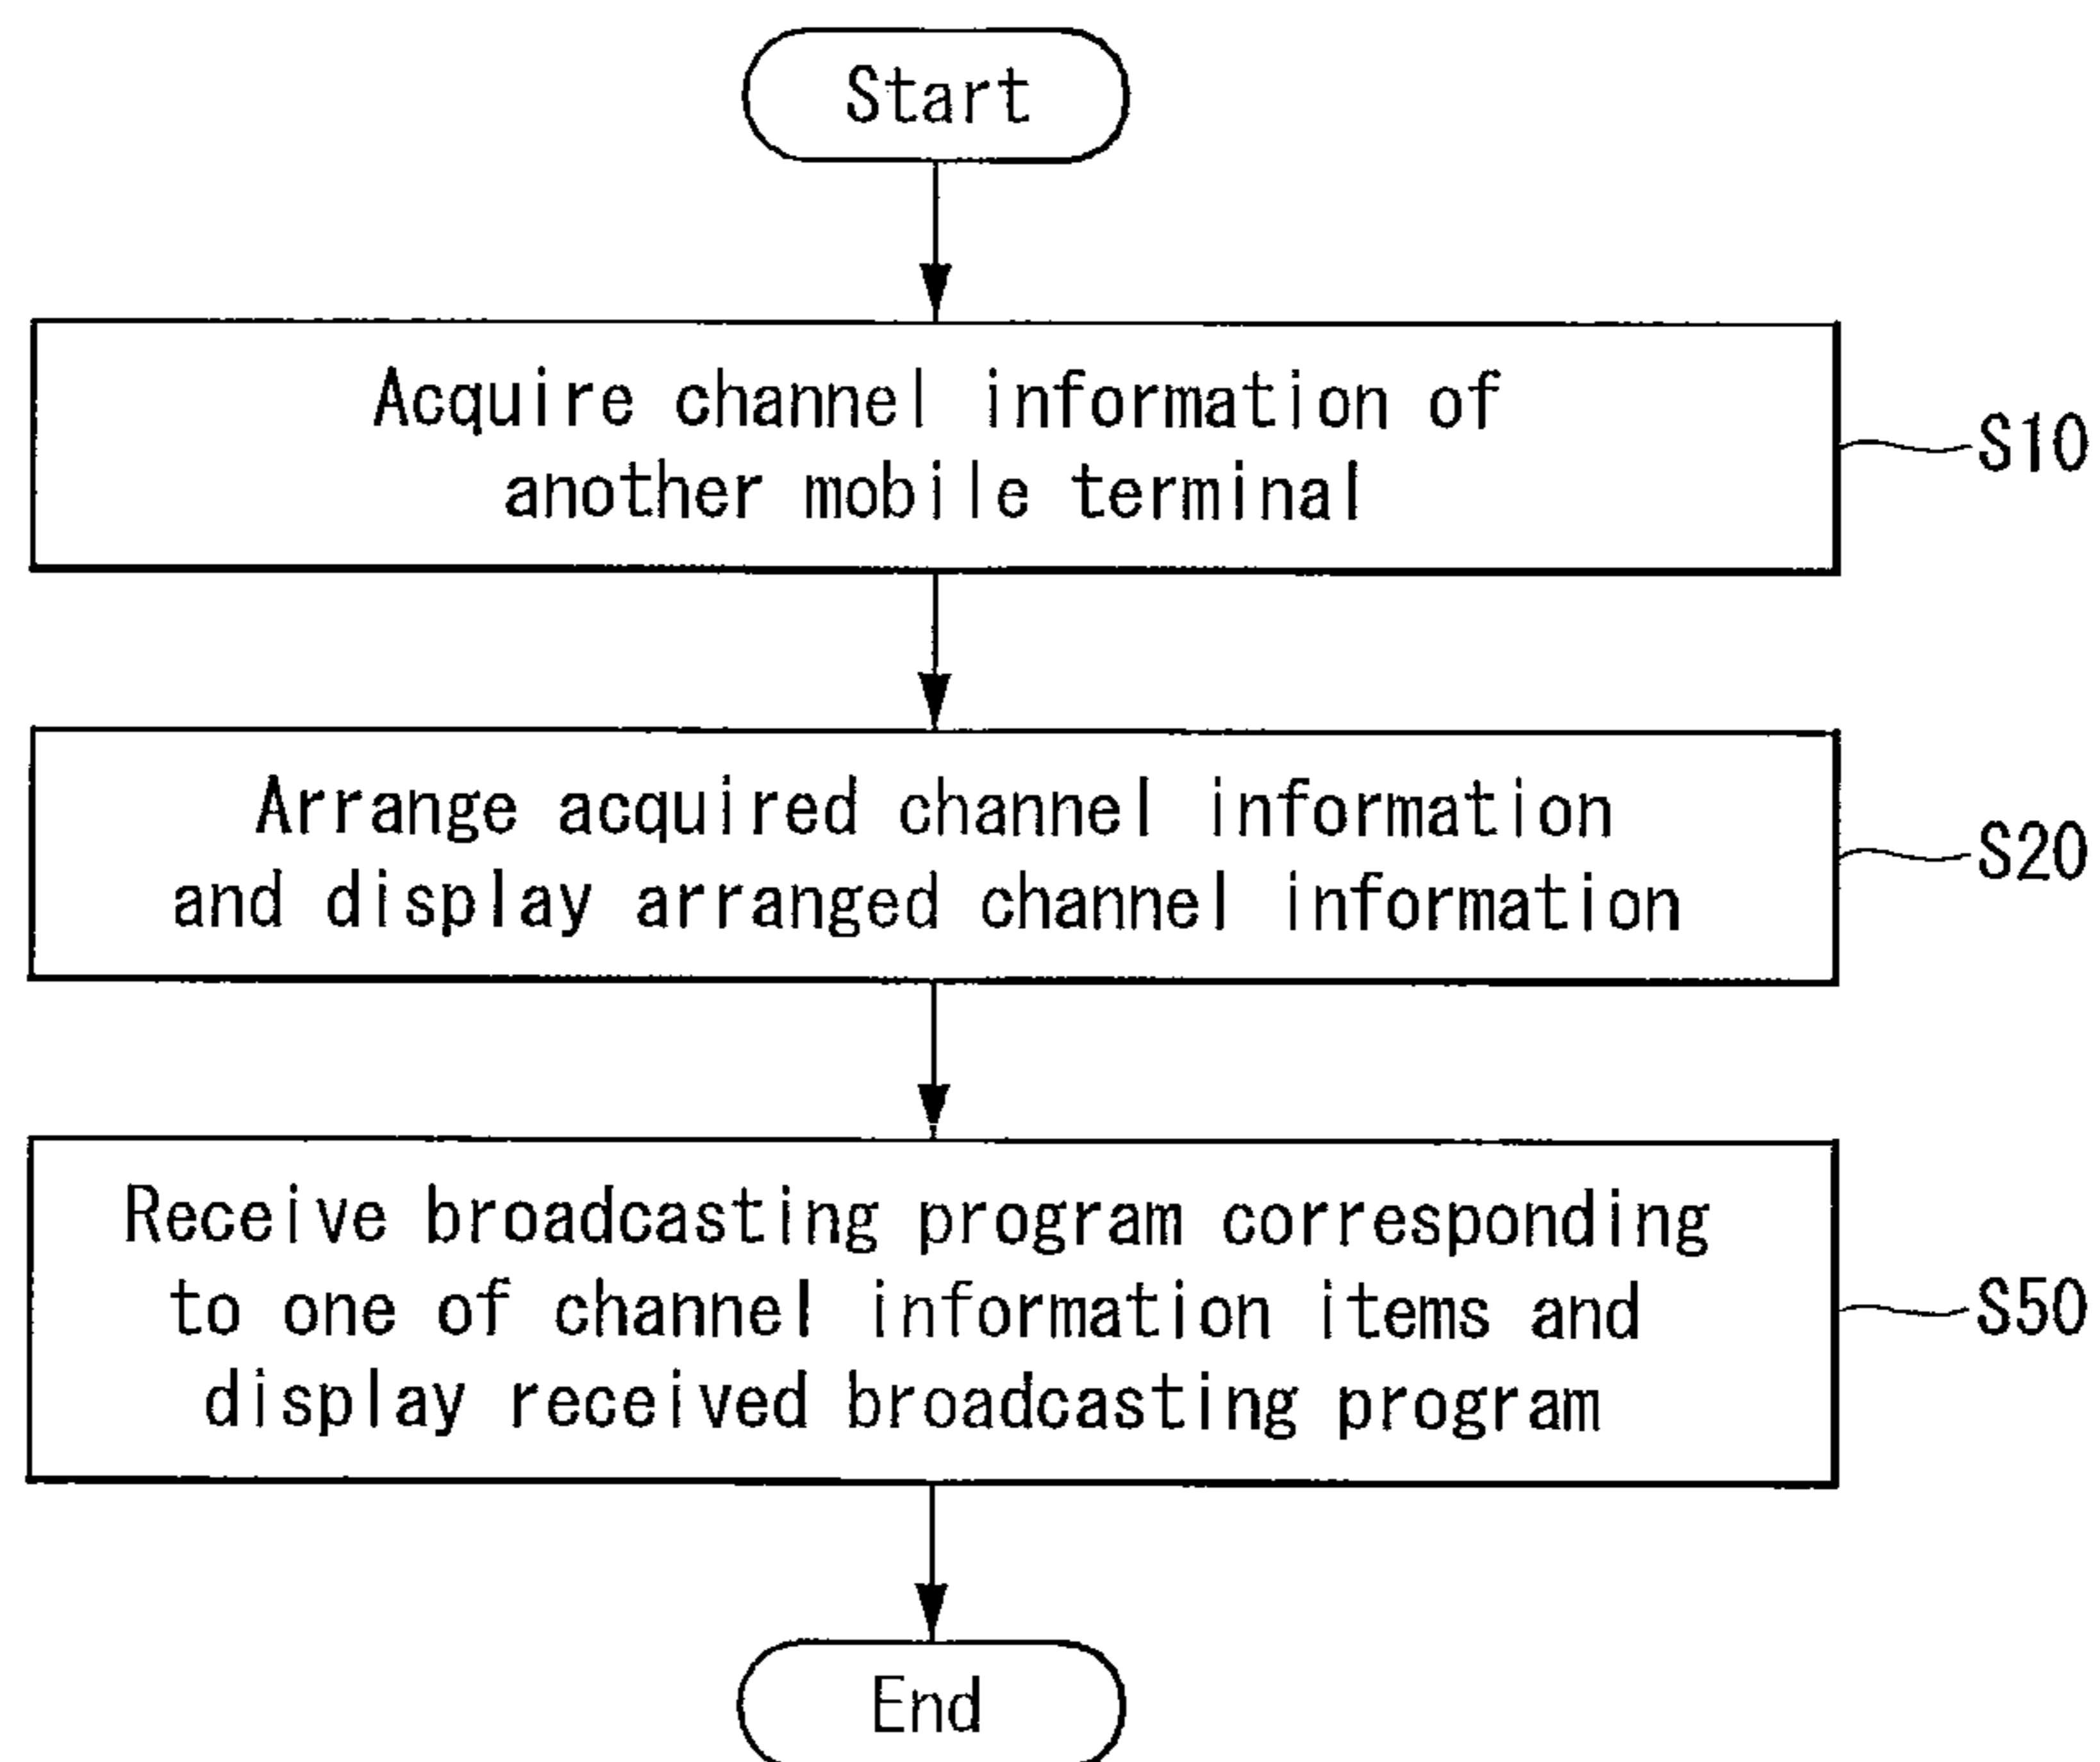 Start
Acquire channel information of
another mobile terminal
S10
Arrange acquired channel information
and display arranged channel information
S20
Receive broadcasting program corresponding
to one of channel information items and
display received broadcasting program
S50
End